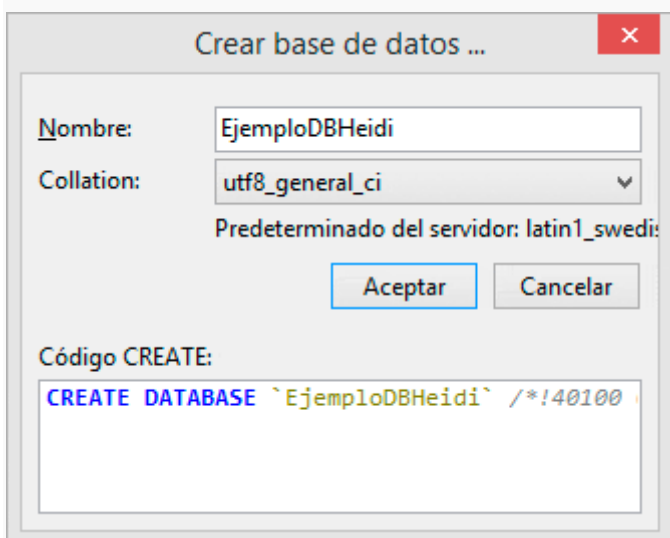 Crear base de datos ...
Nombre: EjemploDBHeidi
Collation: utf8_general_ci
Predeterminado del servidor: latin1_swedis
Aceptar Cancelar
Código CREATE:
CREATE DATABASE `EjemploDBHeidi` /*!40100